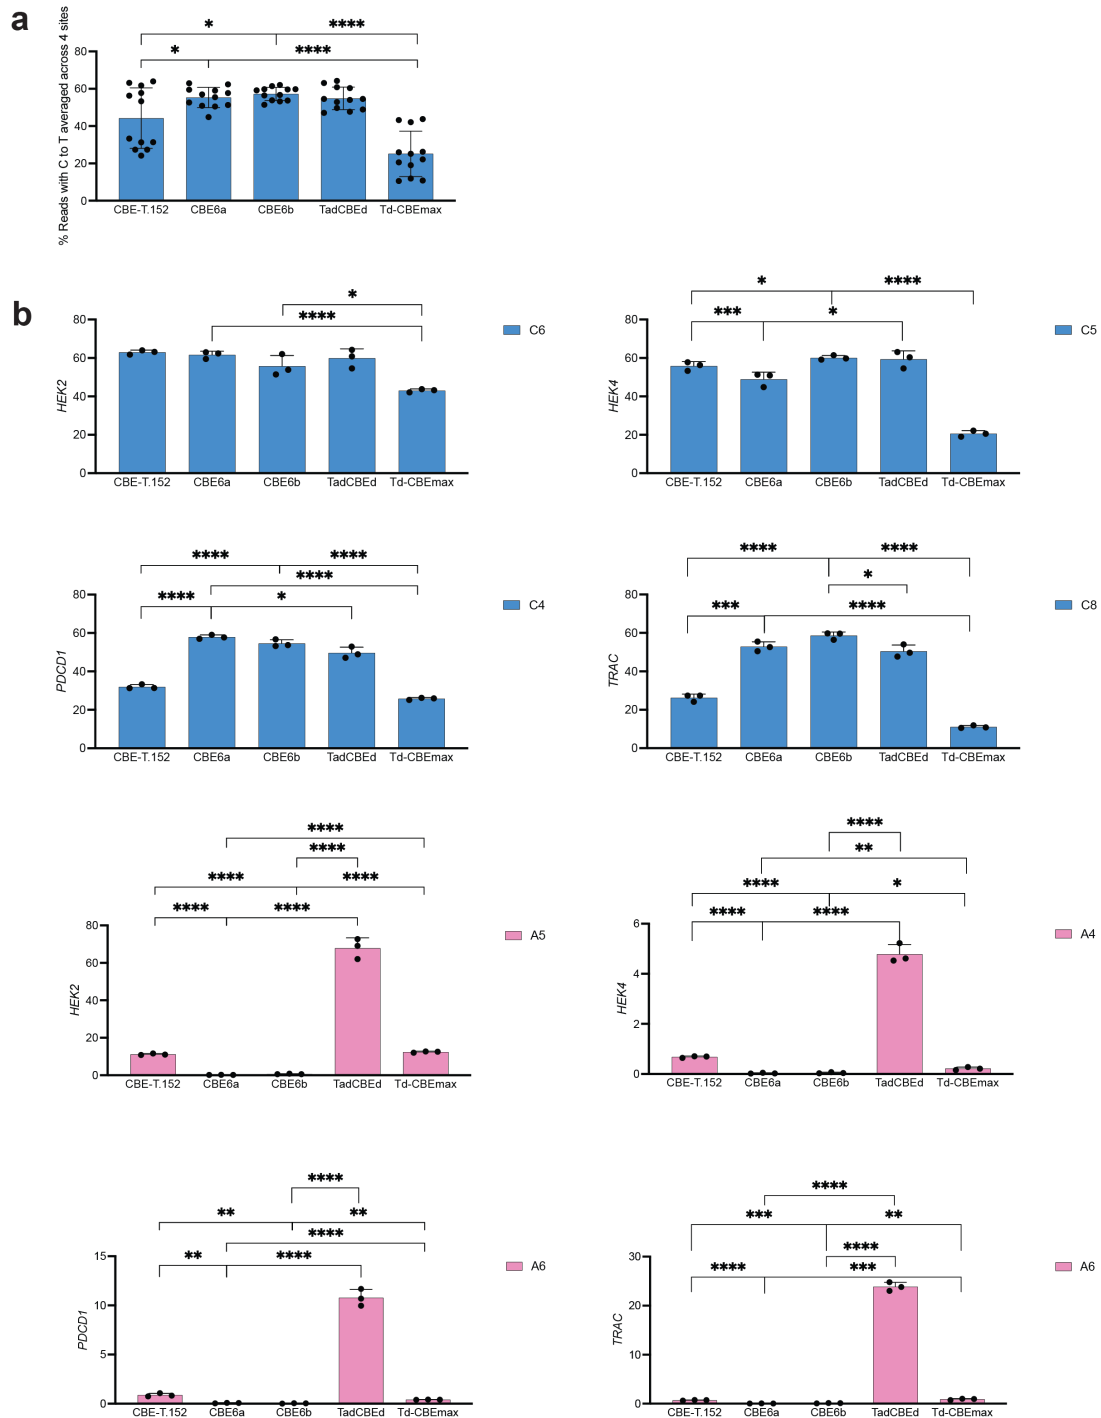 a
% Reads with C to T averaged across 4 sites
* ****
* ****
80
60
40
20
0
CBE-T.152 CBE6a CBE6b TadCBEd Td-CBEmax
b
*
****
HEK2
80
60
40
20
0
CBE-T.152 CBE6a CBE6b TadCBEd Td-CBEmax
C6
* ****
*** *
HEK4
80
60
40
20
0
CBE-T.152 CBE6a CBE6b TadCBEd Td-CBEmax
C5
**** ****
****
**** *
PDCD1
80
60
40
20
0
CBE-T.152 CBE6a CBE6b TadCBEd Td-CBEmax
C4
**** ****
*
*** ****
TRAC
80
60
40
20
0
CBE-T.152 CBE6a CBE6b TadCBEd Td-CBEmax
C8
****
****
**** ****
**** ****
HEK2
80
60
40
20
0
CBE-T.152 CBE6a CBE6b TadCBEd Td-CBEmax
A5
****
**
**** *
**** ****
HEK4
6
4
2
0
CBE-T.152 CBE6a CBE6b TadCBEd Td-CBEmax
A4
****
** **
****
** ****
PDCD1
15
10
5
0
CBE-T.152 CBE6a CBE6b TadCBEd Td-CBEmax
A6
****
*** **
****
**** ***
TRAC
30
20
10
0
CBE-T.152 CBE6a CBE6b TadCBEd Td-CBEmax
A6